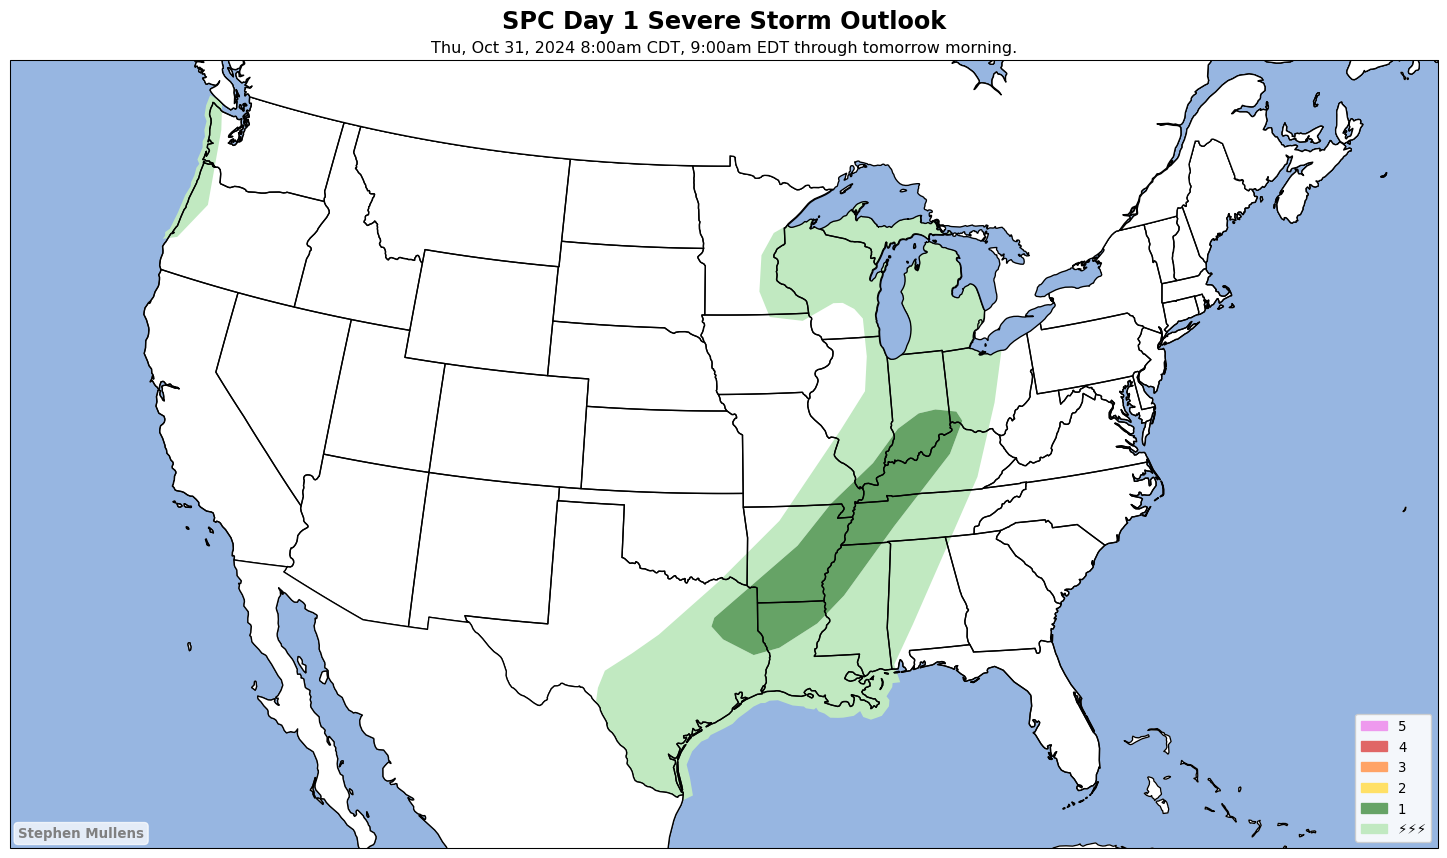 SPC Day 1 Severe Storm Outlook
Thu, Oct 31, 2024 8:00am CDT, 9:00am EDT through tomorrow morning.
5
4
3
2
1
⚡⚡⚡
Stephen Mullens